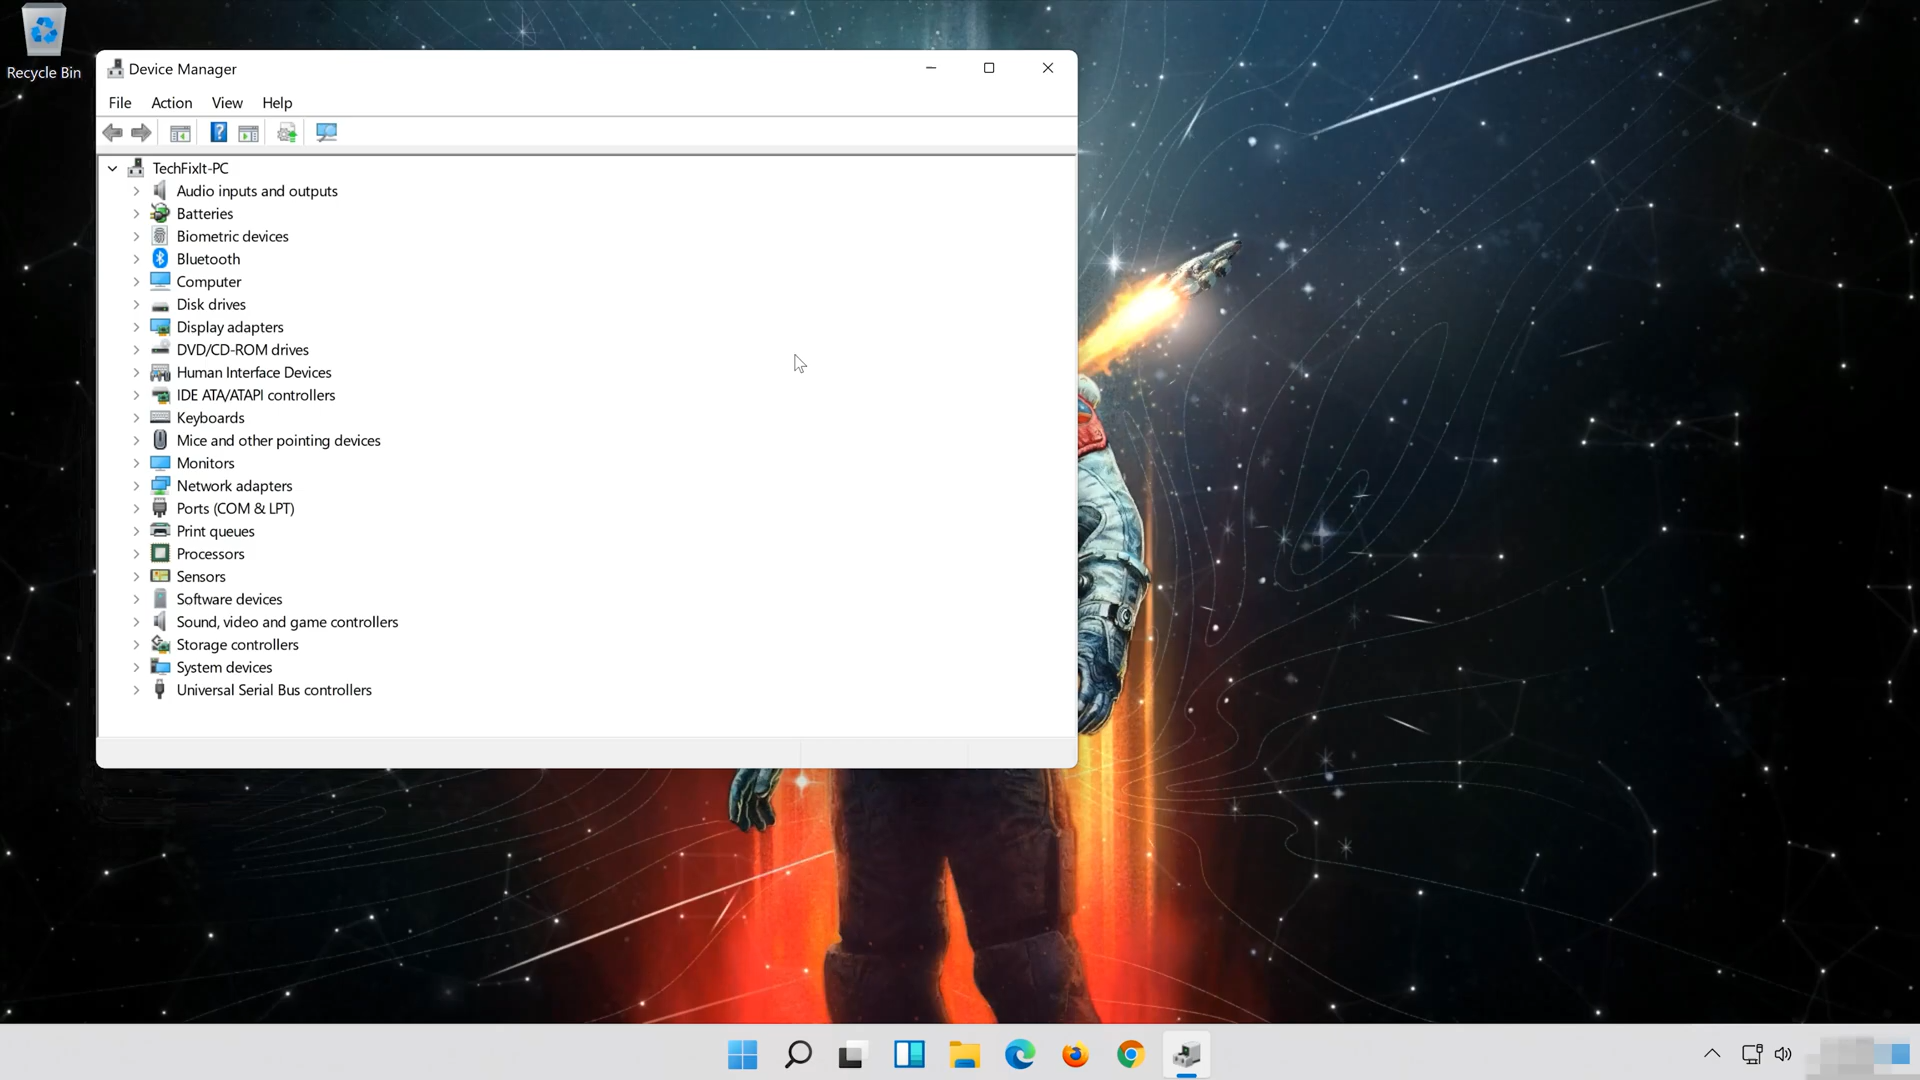 Recycle Bin
Device Manager
File Action View Help
TechFixIt-PC
Audio inputs and outputs
Batteries
Biometric devices
Bluetooth
Computer
Disk drives
Display adapters
DVD/CD-ROM drives
Human Interface Devices
IDE ATA/ATAPI controllers
Keyboards
Mice and other pointing devices
Monitors
Network adapters
Ports (COM & LPT)
Print queues
Processors
Sensors
Software devices
Sound, video and game controllers
Storage controllers
System devices
Universal Serial Bus controllers